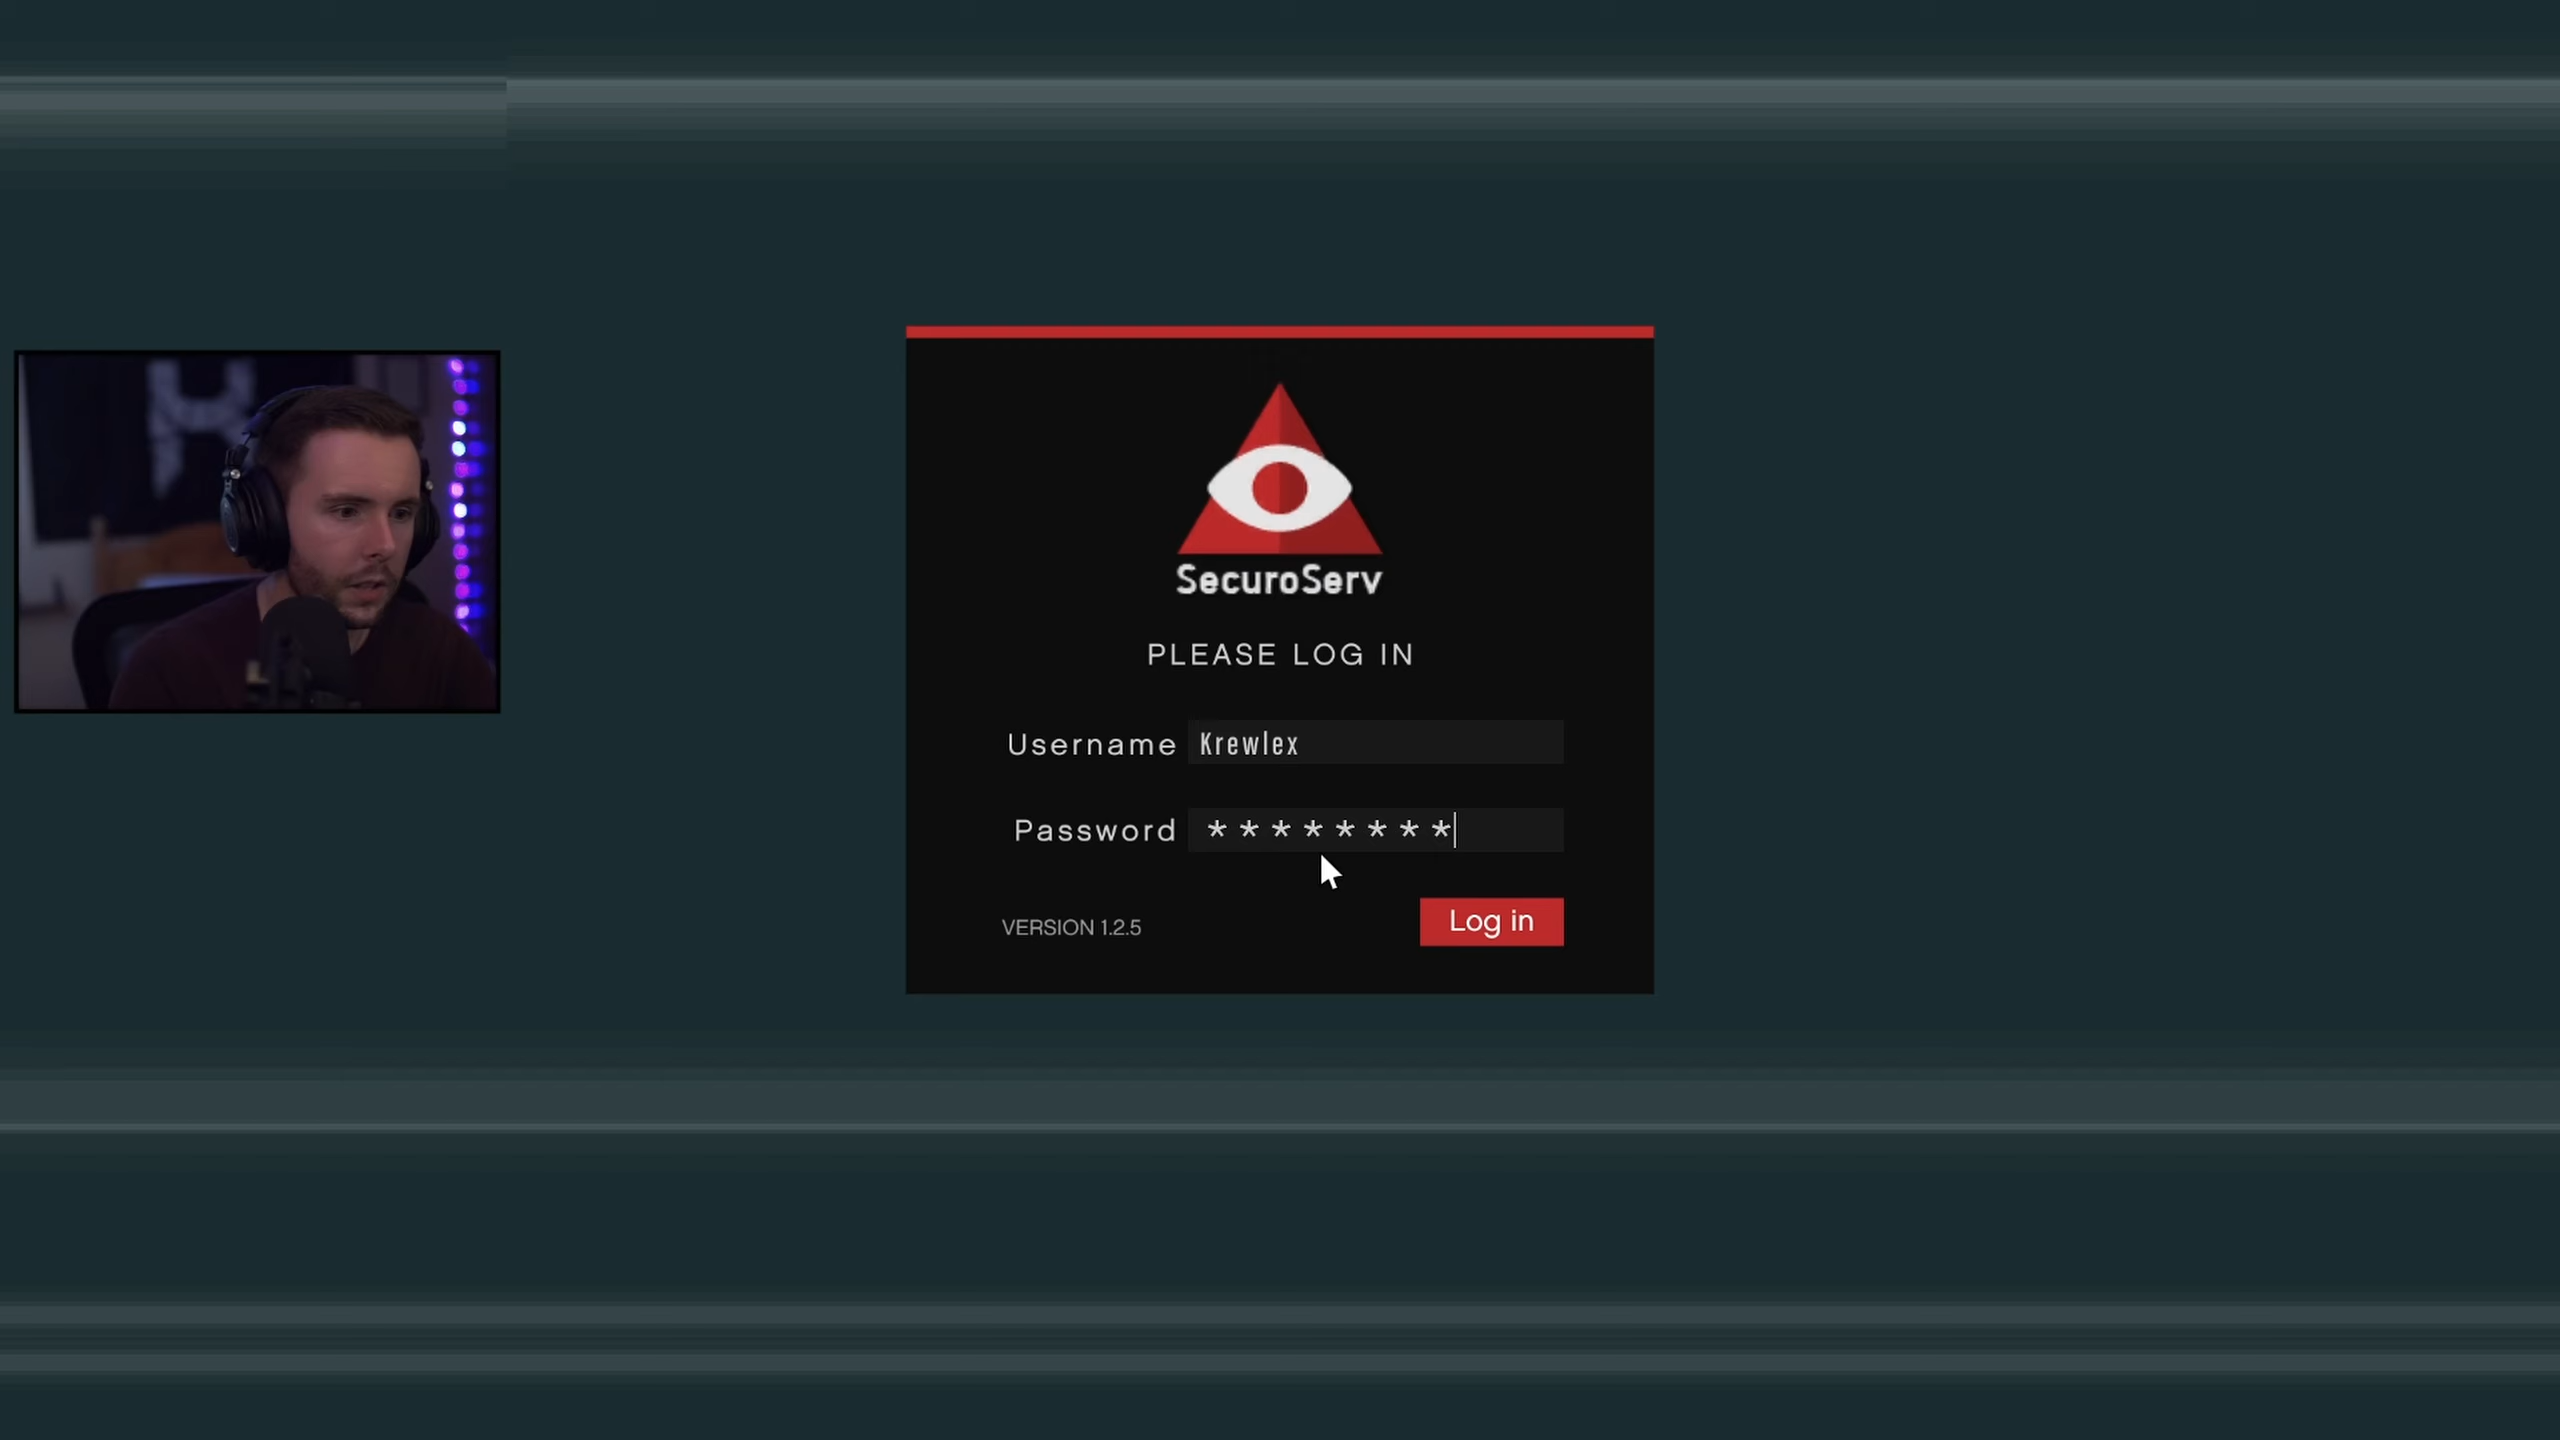 SecuroServ
PLEASE LOG IN
Username Krewlex
Password ********
VERSION 1.2.5
Log in